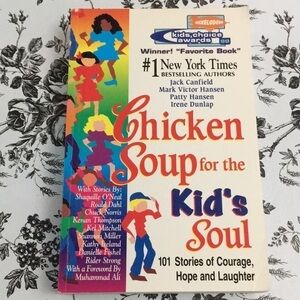 NICKELODEON
kids choice
awards
Winner! "Favorite Book"
#1 New York Times
BESTSELLING AUTHORS
Jack Canfield
Mark Victor Hansen
Patty Hansen
Irene Dunlap
Chicken
Soup for the
Kid's
Soul
101 Stories of Courage,
Hope and Laughter
With Stories By:
Shaquille O'Neal
Roald Dahl
Chuck Norris
Kenan Thompson
Kel Mitchell
Shannon Miller
Kathy Ireland
Danielle Fishel
Rider Strong
With a Foreword By
Muhammad Ali